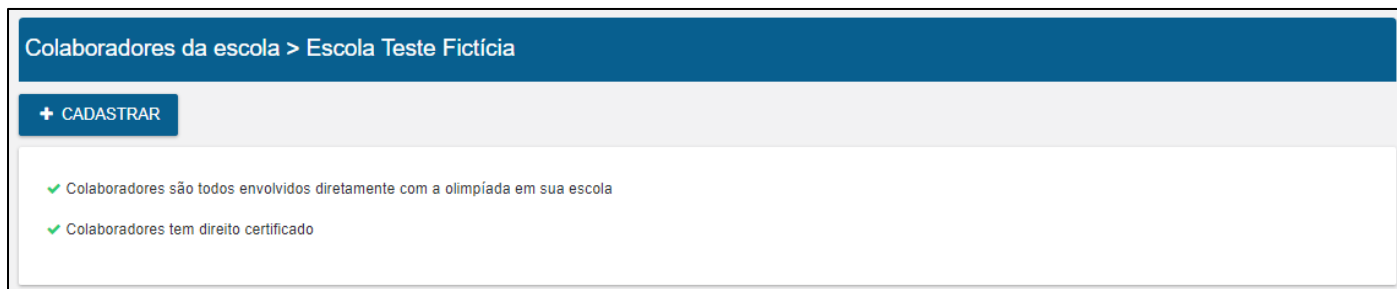 Colaboradores da escola > Escola Teste Fictícia
+ CADASTRAR
✔ Colaboradores são todos envolvidos diretamente com a olimpíada em sua escola
✔ Colaboradores tem direito certificado